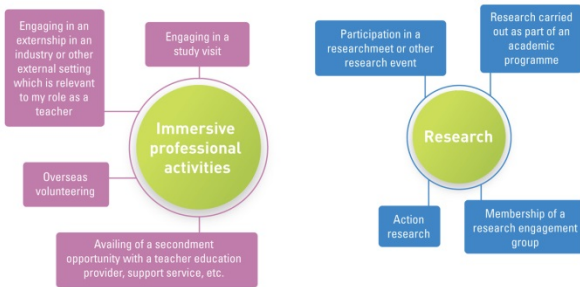 Engaging in an
externship in an
industry or other
external setting
which is relevant
to my role as a
teacher
Engaging in a
study visit
Immersive
professional
activities
Overseas
volunteering
Availing of a secondment
opportunity with a teacher education
provider, support service, etc.
Participation in a
researchmeet or other
research event
Research carried
out as part of an
academic
programme
Research
Action
research
Membership of a
research engagement
group